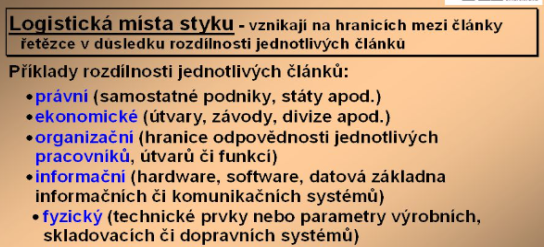 Logistická místa styku - vznikají na hranicích mezi články
řetězce v důsledku rozdílnosti jednotlivých článků
Příklady rozdílnosti jednotlivých článků:
•právní (samostatné podniky, státy apod.)
•ekonomické (útvary, závody, divize apod.)
•organizační (hranice odpovědnosti jednotlivých
pracovníků, útvarů či funkcí)
•informační (hardware, software, datová základna
informačních či komunikačních systémů)
•fyzický (technické prvky nebo parametry výrobních,
skladovacích či dopravních systémů)